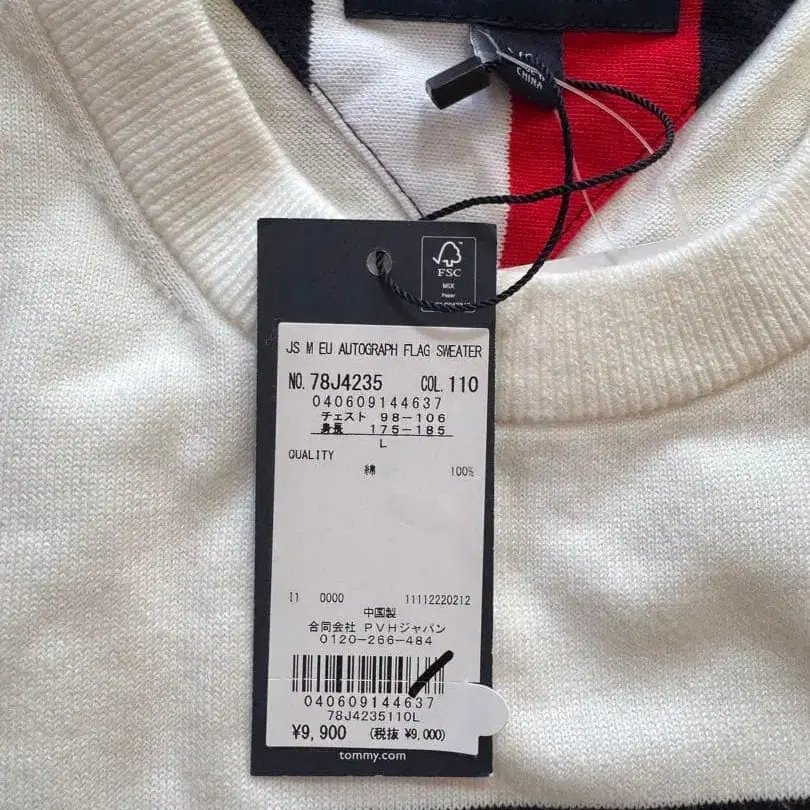 CHINA
FSC
MIX
Paper
JS M EU AUTOGRAPH FLAG SWEATER
NO. 78J4235 COL. 110
040609144637
チェスト 98-106
身長 175-185
L
QUALITY
綿 100%
I1 0000 11112220212
中国製
合同会社 PVHジャパン
0120-266-484
040609144637
78J4235110L
¥9,900 (税抜 ¥9,000)
tommy.com